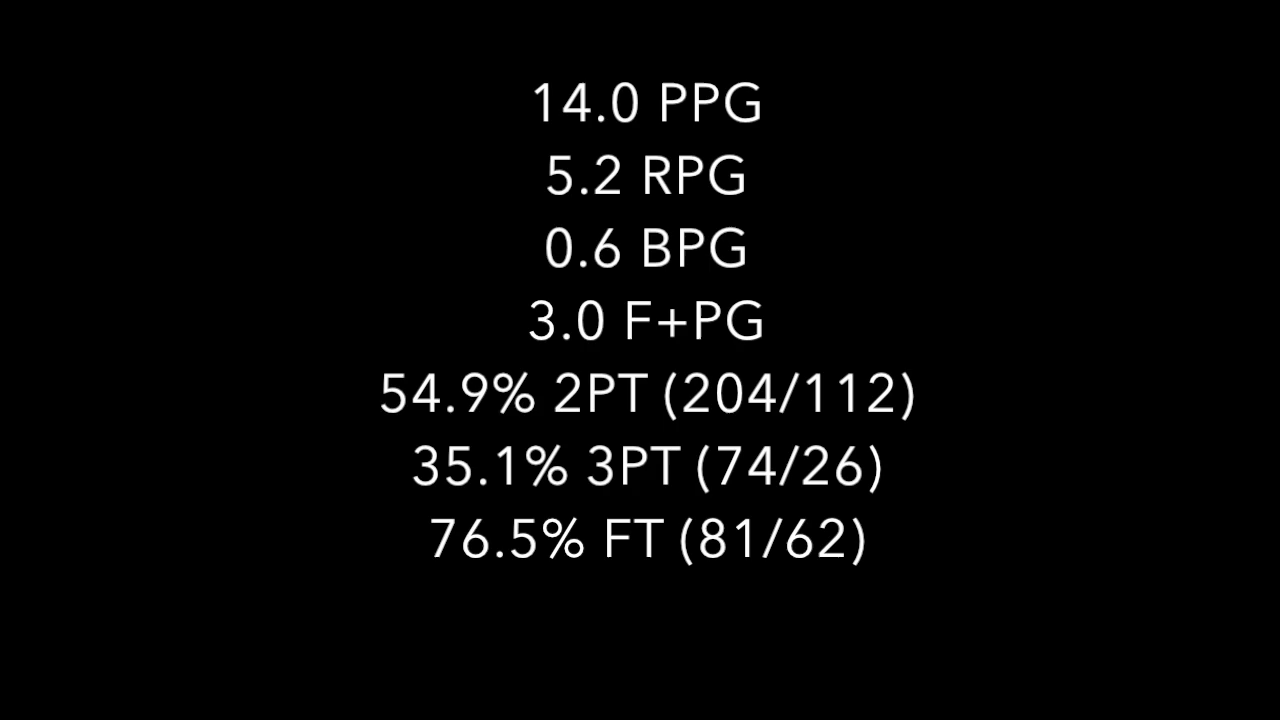 14.0 PPG
5.2 RPG
0.6 BPG
3.0 F+PG
54.9% 2PT (204/112)
35.1% 3PT (74/26)
76.5% FT (81/62)